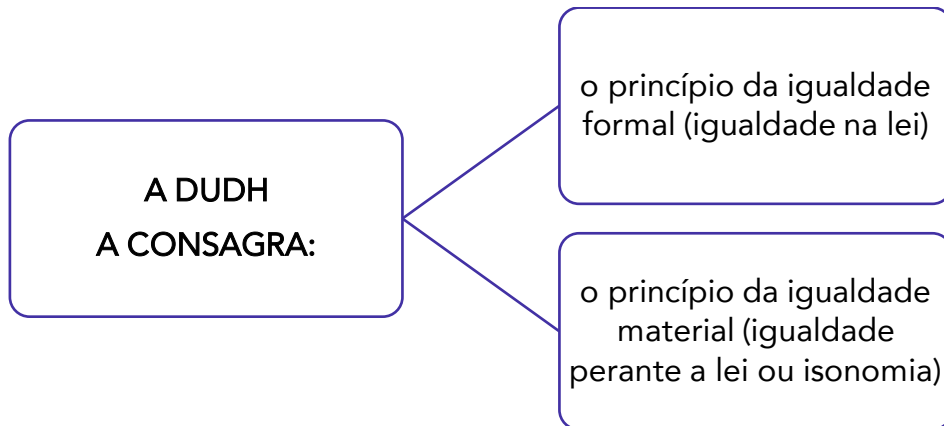 A DUDH
A CONSAGRA:
o princípio da igualdade
formal (igualdade na lei)
o princípio da igualdade
material (igualdade
perante a lei ou isonomia)